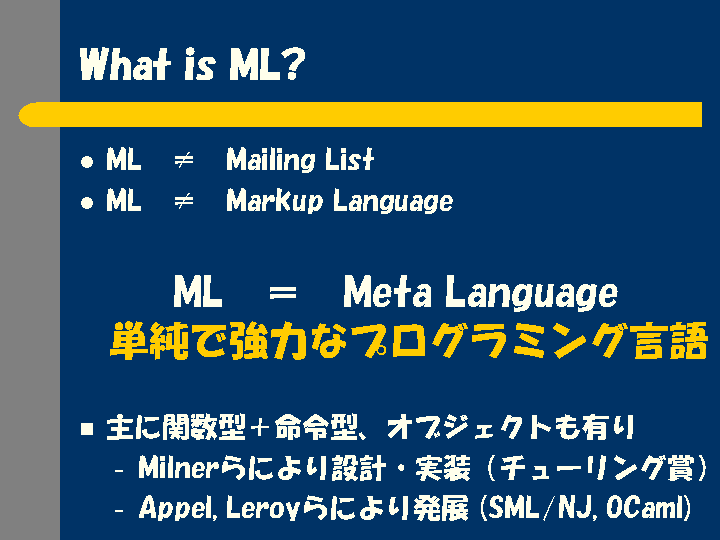 What is ML?
● ML ≠ Mailing List
● ML ≠ Markup Language
ML = Meta Language
単純で強力なプログラミング言語
■ 主に関数型+命令型、オブジェクトも有り
- Milnerらにより設計・実装(チューリング賞)
- Appel, Leroyらにより発展 (SML/NJ, OCaml)